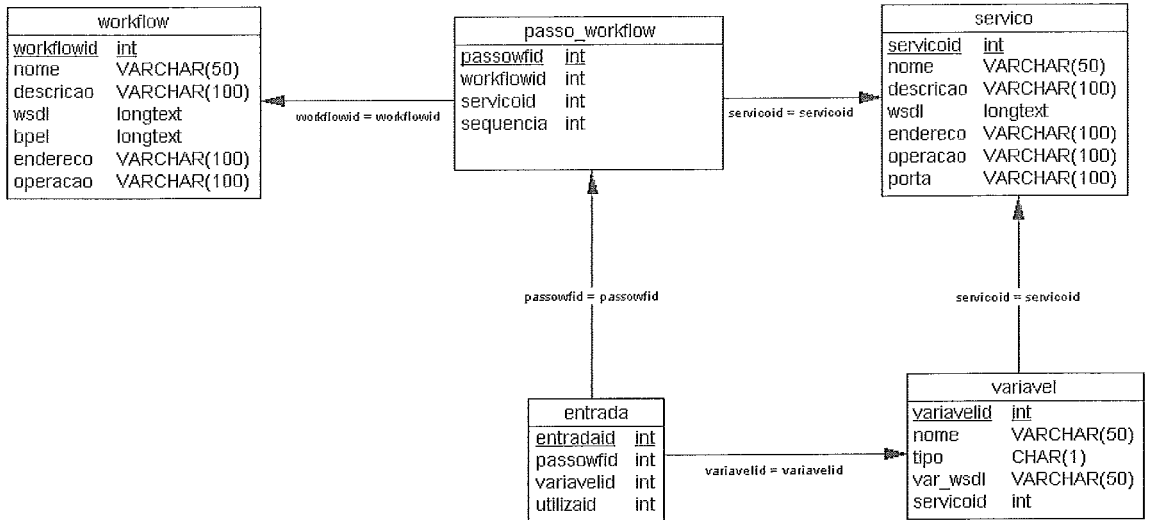 workflow
workflowid int
nome VARCHAR(50)
descricao VARCHAR(100)
wsdl longtext
bpel longtext
endereco VARCHAR(100)
operacao VARCHAR(100)
workflowid = workflowid
passo_workflow
passowfid int
workflowid int
servicoid int
sequencia int
servicoid = servicoid
servico
servicoid int
nome VARCHAR(50)
descricao VARCHAR(100)
wsdl longtext
endereco VARCHAR(100)
operacao VARCHAR(100)
porta VARCHAR(100)
passowfid = passowfid
servicoid = servicoid
entrada
entradaid int
passowfid int
variavelid int
utilizaid int
variavelid = variavelid
variavel
variavelid int
nome VARCHAR(50)
tipo CHAR(1)
var_wsdl VARCHAR(50)
servicoid int